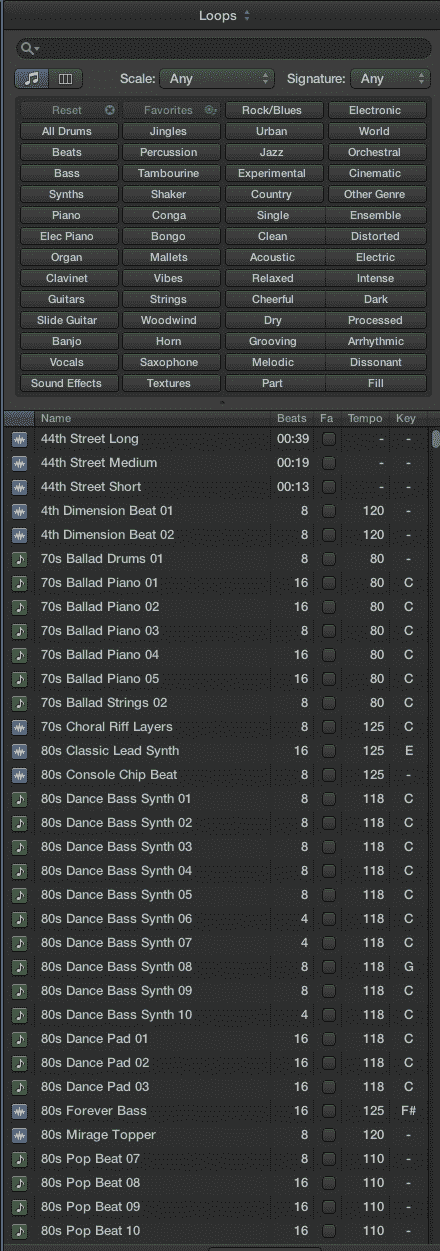 Loops
Scale: Any Signature: Any
Reset Favorites Rock/Blues Electronic
All Drums Jingles Urban World
Beats Percussion Jazz Orchestral
Bass Tambourine Experimental Cinematic
Synths Shaker Country Other Genre
Piano Conga Single Ensemble
Elec Piano Bongo Clean Distorted
Organ Mallets Acoustic Electric
Clavinet Vibes Relaxed Intense
Guitars Strings Cheerful Dark
Slide Guitar Woodwind Dry Processed
Banjo Horn Grooving Arrhythmic
Vocals Saxophone Melodic Dissonant
Sound Effects Textures Part Fill
Name Beats Fa Tempo Key
44th Street Long 00:39 - -
44th Street Medium 00:19 - -
44th Street Short 00:13 - -
4th Dimension Beat 01 8 120 -
4th Dimension Beat 02 8 120 -
70s Ballad Drums 01 8 80 -
70s Ballad Piano 01 16 80 C
70s Ballad Piano 02 16 80 C
70s Ballad Piano 03 8 80 C
70s Ballad Piano 04 16 80 C
70s Ballad Piano 05 16 80 C
70s Ballad Strings 02 8 80 C
70s Choral Riff Layers 8 125 C
80s Classic Lead Synth 16 125 E
80s Console Chip Beat 8 125 -
80s Dance Bass Synth 01 8 118 C
80s Dance Bass Synth 02 8 118 C
80s Dance Bass Synth 03 8 118 C
80s Dance Bass Synth 04 8 118 C
80s Dance Bass Synth 05 8 118 C
80s Dance Bass Synth 06 4 118 C
80s Dance Bass Synth 07 4 118 C
80s Dance Bass Synth 08 8 118 G
80s Dance Bass Synth 09 8 118 C
80s Dance Bass Synth 10 4 118 C
80s Dance Pad 01 16 118 C
80s Dance Pad 02 16 118 C
80s Dance Pad 03 16 118 C
80s Forever Bass 16 125 F#
80s Mirage Topper 8 120 -
80s Pop Beat 07 8 110 -
80s Pop Beat 08 16 110 -
80s Pop Beat 09 16 110 -
80s Pop Beat 10 16 110 -